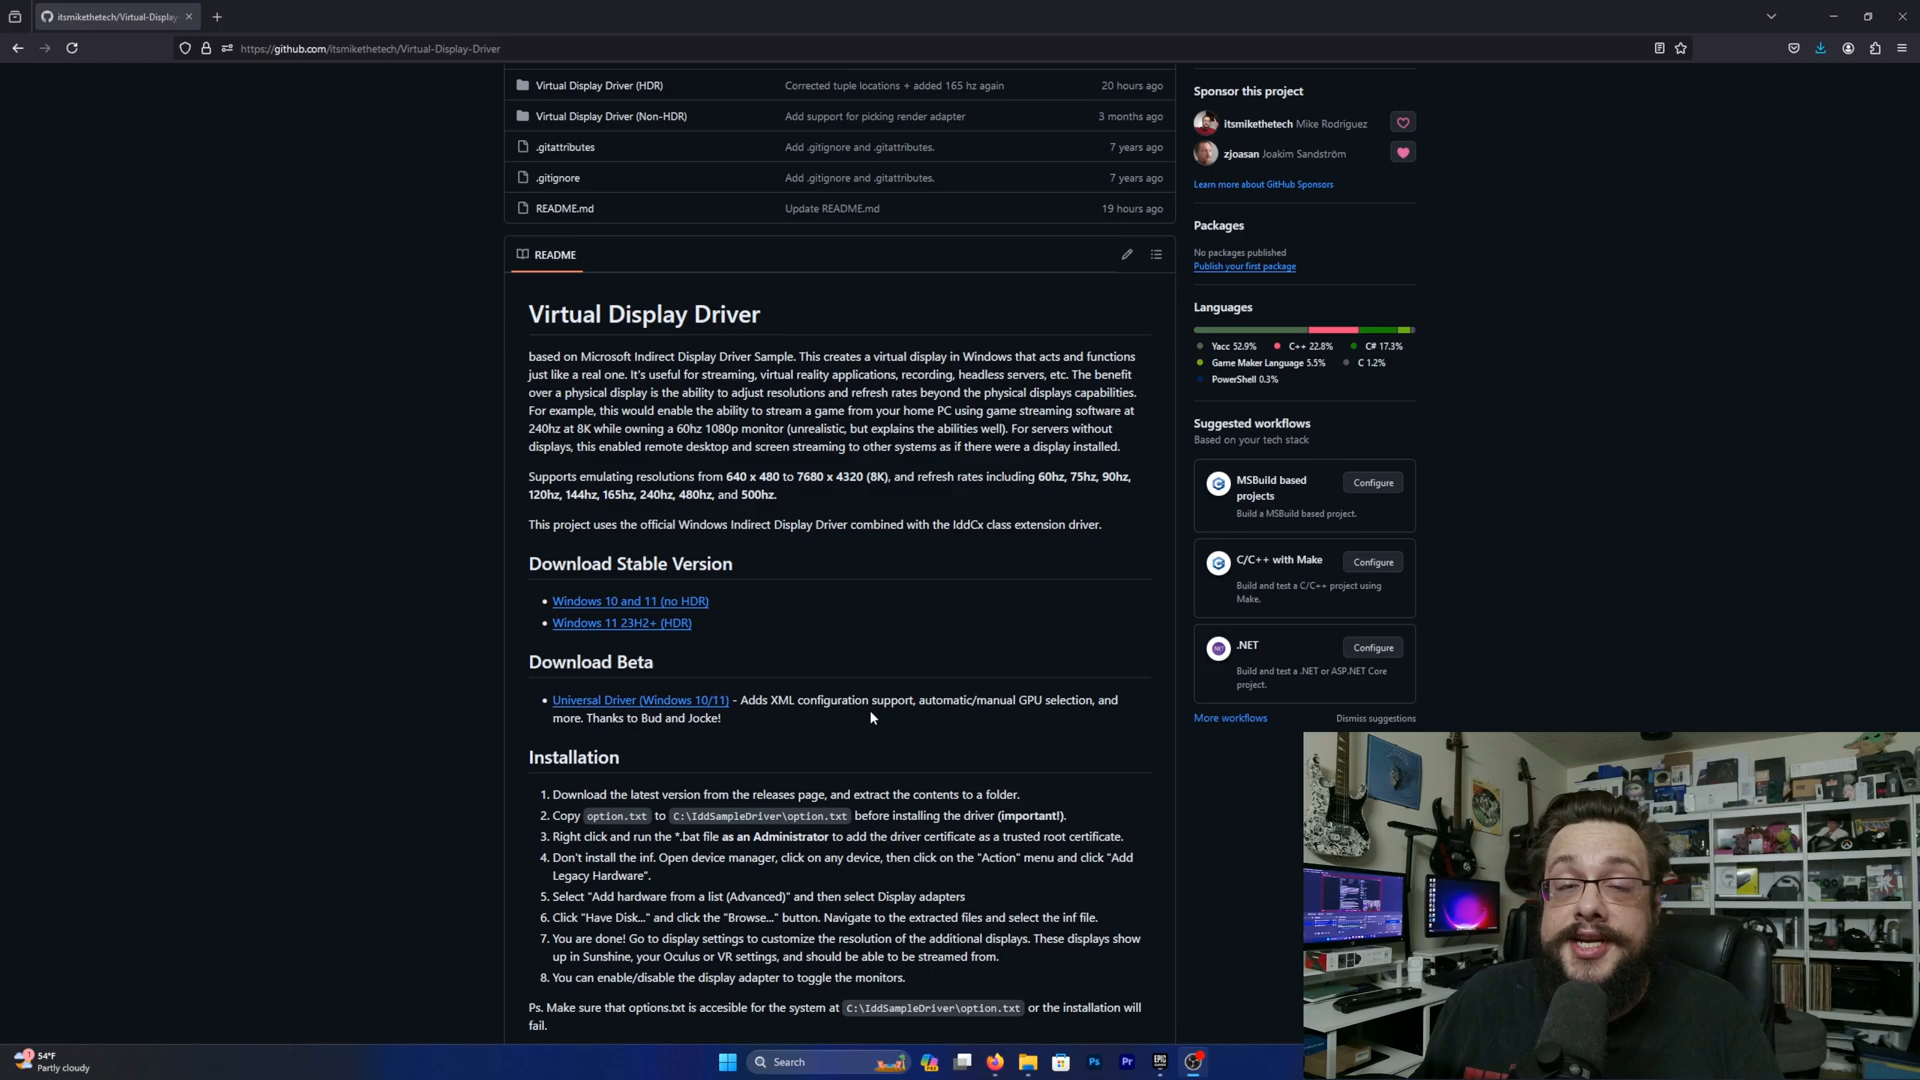 itsmikethetech/Virtual-Display-
https://github.com/itsmikethetech/Virtual-Display-Driver
Virtual Display Driver (HDR) Corrected tuple locations + added 165 hz again 20 hours ago
Virtual Display Driver (Non-HDR) Add support for picking render adapter 3 months ago
.gitattributes Add .gitignore and .gitattributes. 7 years ago
.gitignore Add .gitignore and .gitattributes. 7 years ago
README.md Update README.md 19 hours ago
README
Virtual Display Driver
based on Microsoft Indirect Display Driver Sample. This creates a virtual display in Windows that acts and functions
just like a real one. It's useful for streaming, virtual reality applications, recording, headless servers, etc. The benefit
over a physical display is the ability to adjust resolutions and refresh rates beyond the physical displays capabilities.
For example, this would enable the ability to stream a game from your home PC using game streaming software at
240hz at 8K while owning a 60hz 1080p monitor (unrealistic, but explains the abilities well). For servers without
displays, this enabled remote desktop and screen streaming to other systems as if there were a display installed.
Supports emulating resolutions from 640 x 480 to 7680 x 4320 (8K), and refresh rates including 60hz, 75hz, 90hz,
120hz, 144hz, 165hz, 240hz, 480hz, and 500hz.
This project uses the official Windows Indirect Display Driver combined with the IddCx class extension driver.
Download Stable Version
• Windows 10 and 11 (no HDR)
• Windows 11 23H2+ (HDR)
Download Beta
• Universal Driver (Windows 10/11) - Adds XML configuration support, automatic/manual GPU selection, and
more. Thanks to Bud and Jocke!
Installation
1. Download the latest version from the releases page, and extract the contents to a folder.
2. Copy option.txt to C:\IddSampleDriver\option.txt before installing the driver (important!).
3. Right click and run the *.bat file as an Administrator to add the driver certificate as a trusted root certificate.
4. Don't install the inf. Open device manager, click on any device, then click on the "Action" menu and click "Add
Legacy Hardware".
5. Select "Add hardware from a list (Advanced)" and then select Display adapters
6. Click "Have Disk..." and click the "Browse..." button. Navigate to the extracted files and select the inf file.
7. You are done! Go to display settings to customize the resolution of the additional displays. These displays show
up in Sunshine, your Oculus or VR settings, and should be able to be streamed from.
8. You can enable/disable the display adapter to toggle the monitors.
Ps. Make sure that options.txt is accesible for the system at C:\IddSampleDriver\option.txt or the installation will
fail.
Sponsor this project
itsmikethetech Mike Rodriguez
zjoasan Joakim Sandström
Learn more about GitHub Sponsors
Packages
No packages published
Publish your first package
Languages
Yacc 52.9% C++ 22.8% C# 17.3%
Game Maker Language 5.5% C 1.2%
PowerShell 0.3%
Suggested workflows
Based on your tech stack
MSBuild based
projects
Configure
Build a MSBuild based project.
C/C++ with Make
Configure
Build and test a C/C++ project using
Make.
.NET
Configure
Build and test a .NET or ASP.NET Core
project.
More workflows Dismiss suggestions
54°F
Partly cloudy
Search
Ps
Pr
EPIC